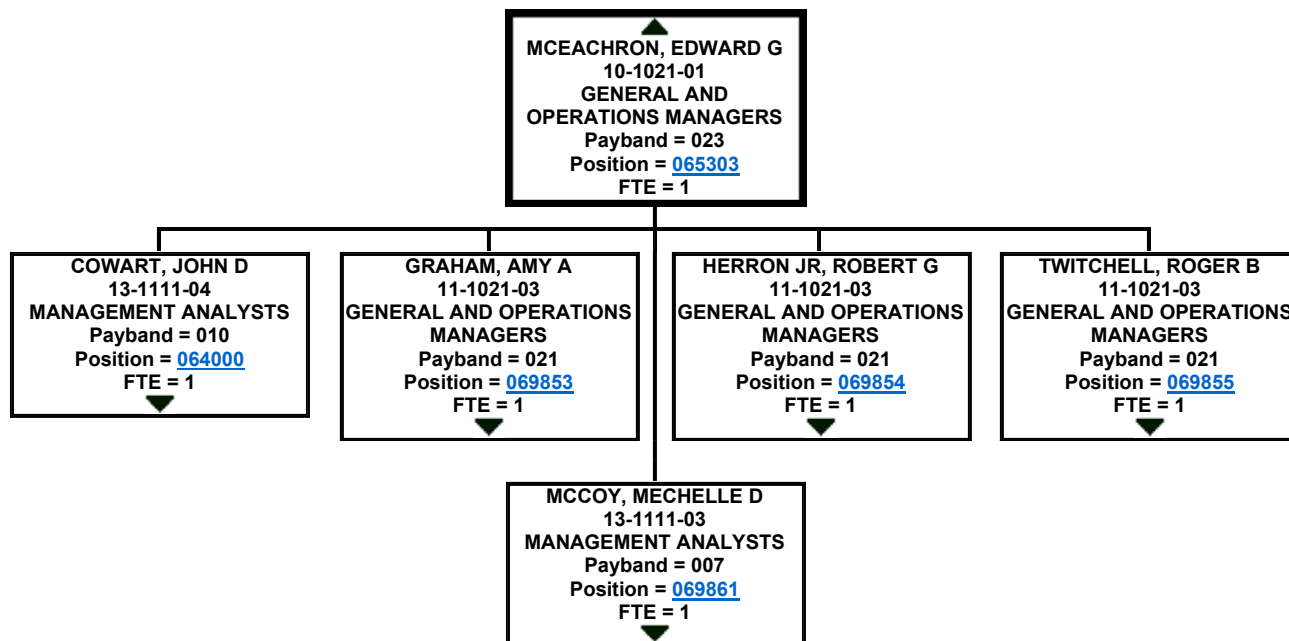 MCEACHRON, EDWARD G
10-1021-01
GENERAL AND
OPERATIONS MANAGERS
Payband = 023
Position = 065303
FTE = 1
COWART, JOHN D
13-1111-04
MANAGEMENT ANALYSTS
Payband = 010
Position = 064000
FTE = 1
GRAHAM, AMY A
11-1021-03
GENERAL AND OPERATIONS
MANAGERS
Payband = 021
Position = 069853
FTE = 1
HERRON JR, ROBERT G
11-1021-03
GENERAL AND OPERATIONS
MANAGERS
Payband = 021
Position = 069854
FTE = 1
TWITCHELL, ROGER B
11-1021-03
GENERAL AND OPERATIONS
MANAGERS
Payband = 021
Position = 069855
FTE = 1
MCCOY, MECHELLE D
13-1111-03
MANAGEMENT ANALYSTS
Payband = 007
Position = 069861
FTE = 1